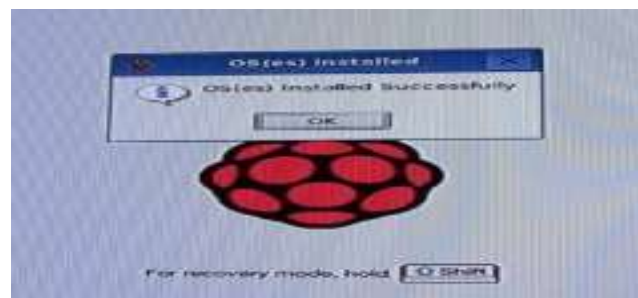 OS(es) Installed
OS(es) Installed Successfully
OK
For recovery mode, hold Shift